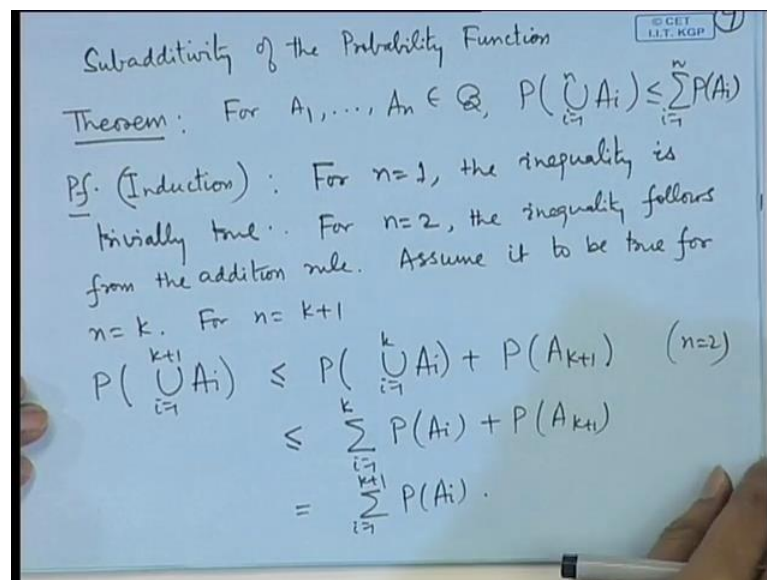 © CET
I.I.T. KGP
9
Subadditivity of the Probability Function
Theorem: For A₁, ..., Aₙ ∈ ℬ, P(⋃ᵢ₌₁ⁿ Aᵢ) ≤ ∑ᵢ₌₁ⁿ P(Aᵢ)
Pf. (Induction): For n=1, the inequality is
trivially true. For n=2, the inequality follows
from the addition rule. Assume it to be true for
n=k. For n=k+1
P(⋃ᵢ₌₁ᵏ⁺¹ Aᵢ) ≤ P(⋃ᵢ₌₁ᵏ Aᵢ) + P(Aₖ₊₁) (n=2)
≤ ∑ᵢ₌₁ᵏ P(Aᵢ) + P(Aₖ₊₁)
= ∑ᵢ₌₁ᵏ⁺¹ P(Aᵢ).